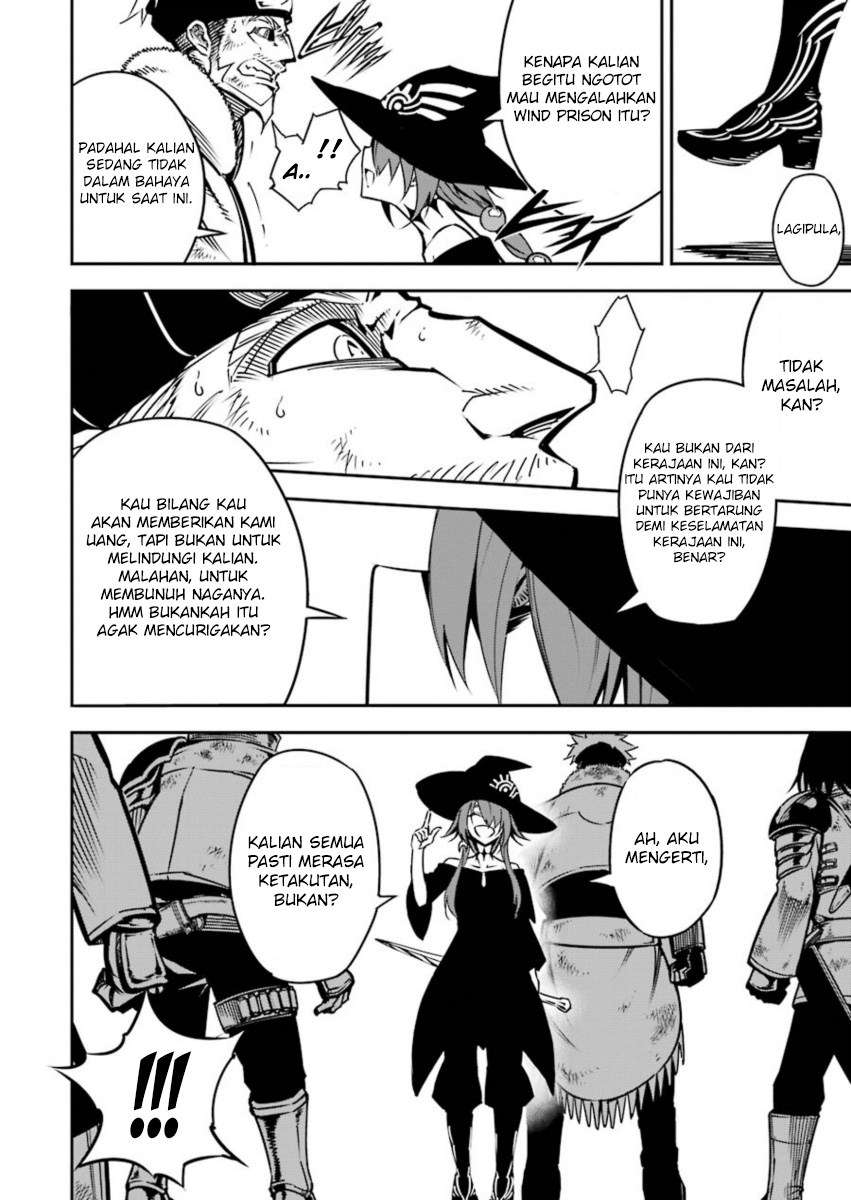 LAGIPULA,
KENAPA KALIAN
BEGITU NGOTOT
MAU MENGALAHKAN
WIND PRISON ITU?
!!
A..
PADAHAL KALIAN
SEDANG TIDAK
DALAM BAHAYA
UNTUK SAAT INI.
TIDAK
MASALAH,
KAN?
KAU BUKAN DARI
KERAJAAN INI, KAN?
ITU ARTINYA KAU TIDAK
PUNYA KEWAJIBAN
UNTUK BERTARUNG
DEMI KESELAMATAN
KERAJAAN INI,
BENAR?
KAU BILANG KAU
AKAN MEMBERIKAN KAMI
UANG, TAPI BUKAN UNTUK
MELINDUNGI KALIAN.
MALAHAN, UNTUK
MEMBUNUH NAGANYA.
HMM BUKANKAH ITU
AGAK MENCURIGAKAN?
AH, AKU
MENGERTI,
KALIAN SEMUA
PASTI MERASA
KETAKUTAN,
BUKAN?
!!!